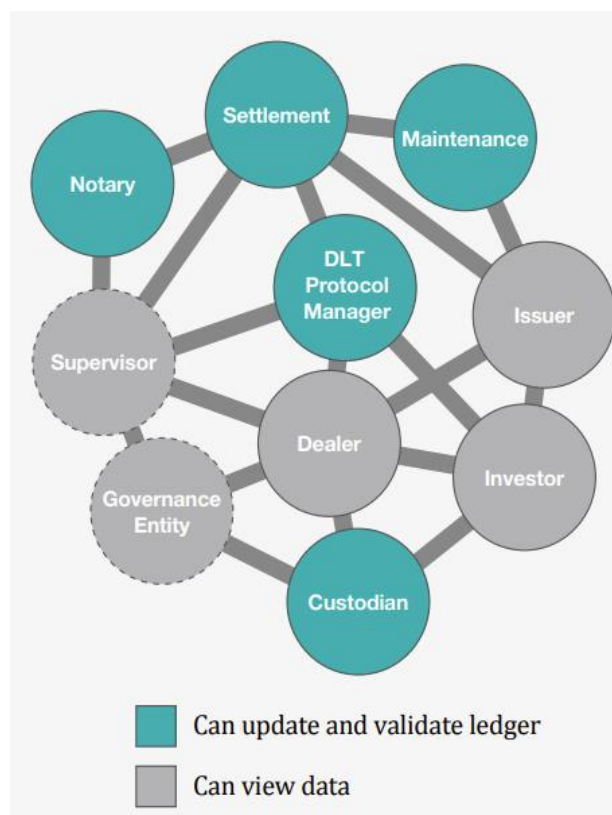 Settlement
Maintenance
Notary
DLT
Protocol
Manager
Issuer
Supervisor
Dealer
Investor
Governance
Entity
Custodian
Can update and validate ledger
Can view data